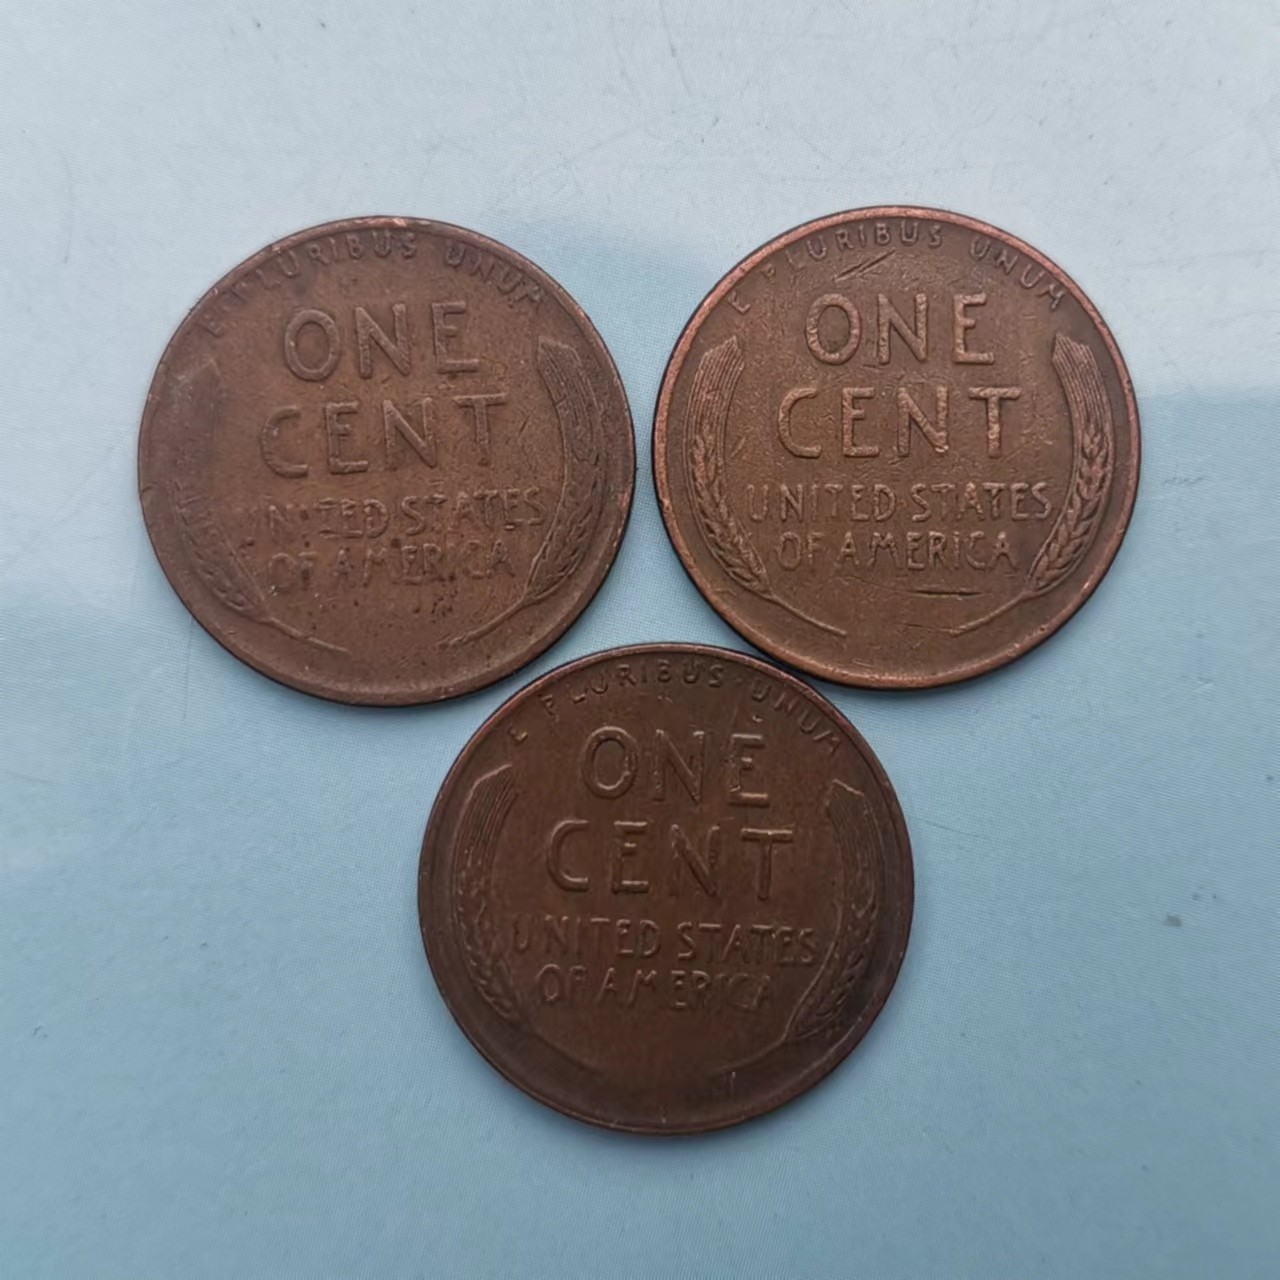 E PLURIBUS UNUM
ONE
CENT
UNITED STATES
OF AMERICA
E PLURIBUS UNUM
ONE
CENT
UNITED STATES
OF AMERICA
E PLURIBUS UNUM
ONE
CENT
UNITED STATES
OF AMERICA